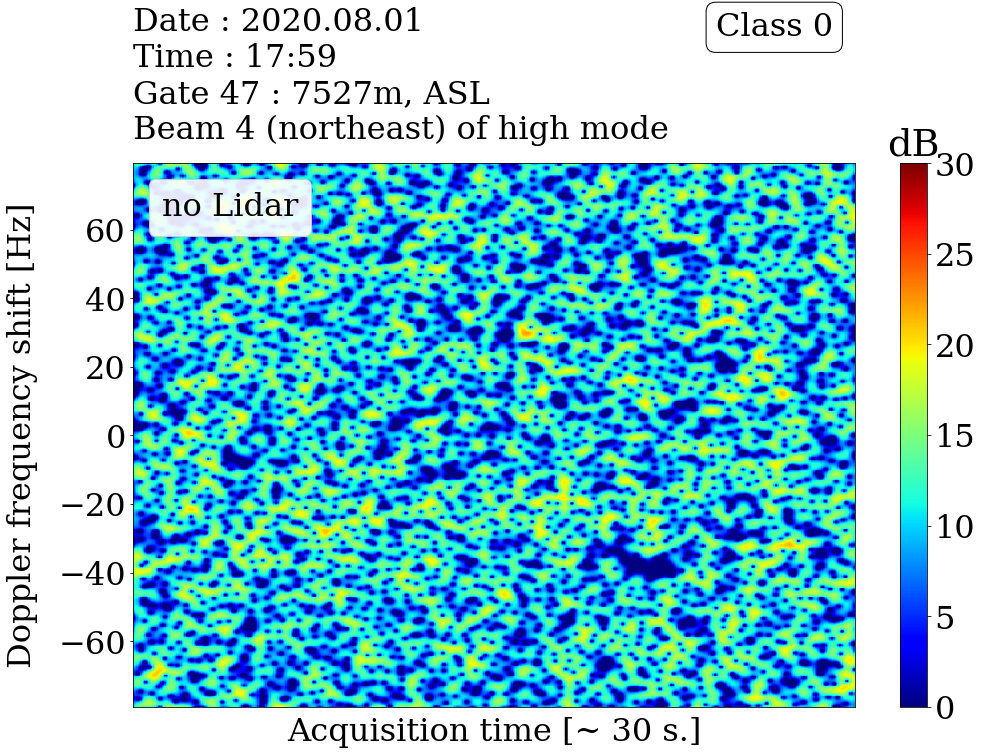 Date : 2020.08.01
Time : 17:59
Gate 47 : 7527m, ASL
Beam 4 (northeast) of high mode
Class 0
dB
no Lidar
Doppler frequency shift [Hz]
60
40
20
0
−20
−40
−60
30
25
20
15
10
5
0
Acquisition time [~ 30 s.]